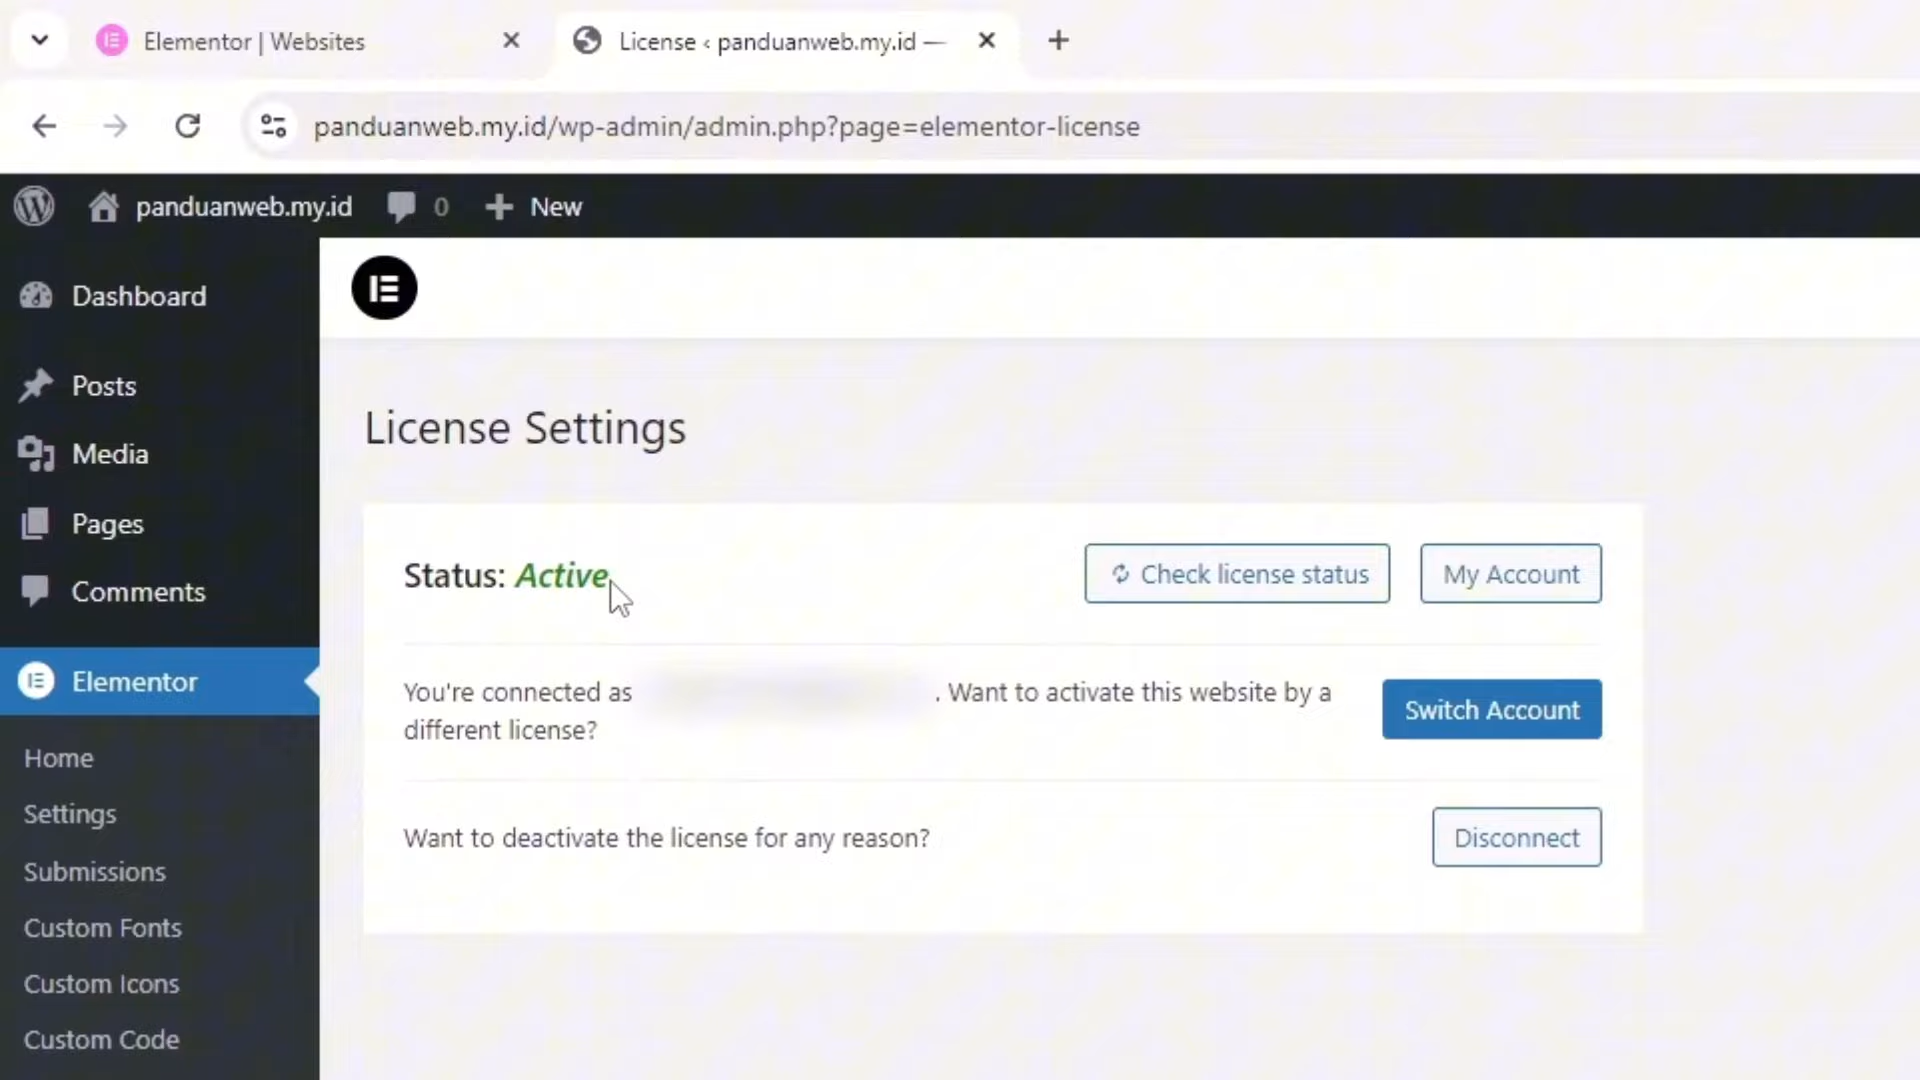 Elementor | Websites
License ‹ panduanweb.my.id —
panduanweb.my.id/wp-admin/admin.php?page=elementor-license
panduanweb.my.id
0
New
Dashboard
Posts
Media
Pages
Comments
Elementor
Home
Settings
Submissions
Custom Fonts
Custom Icons
Custom Code
License Settings
Status: Active
Check license status
My Account
You're connected as . Want to activate this website by a
different license?
Switch Account
Want to deactivate the license for any reason?
Disconnect